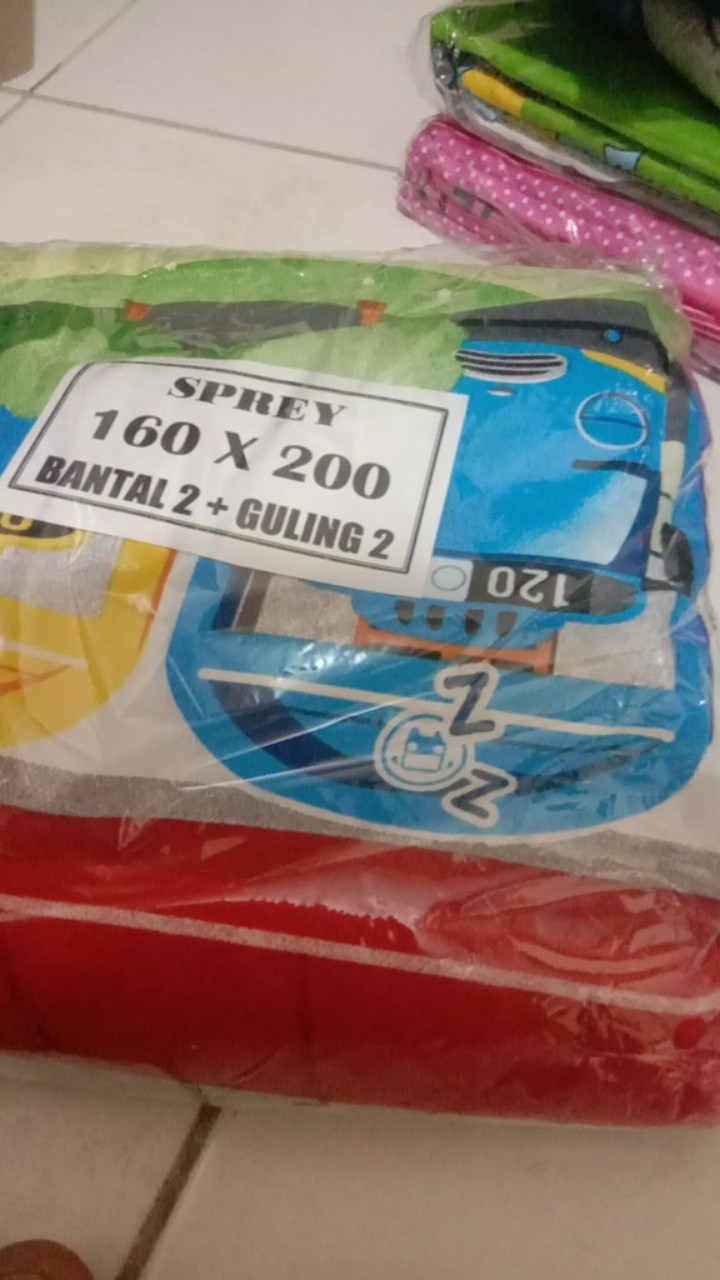 SPREY
160 X 200
BANTAL 2 + GULING 2
120
Z
Z